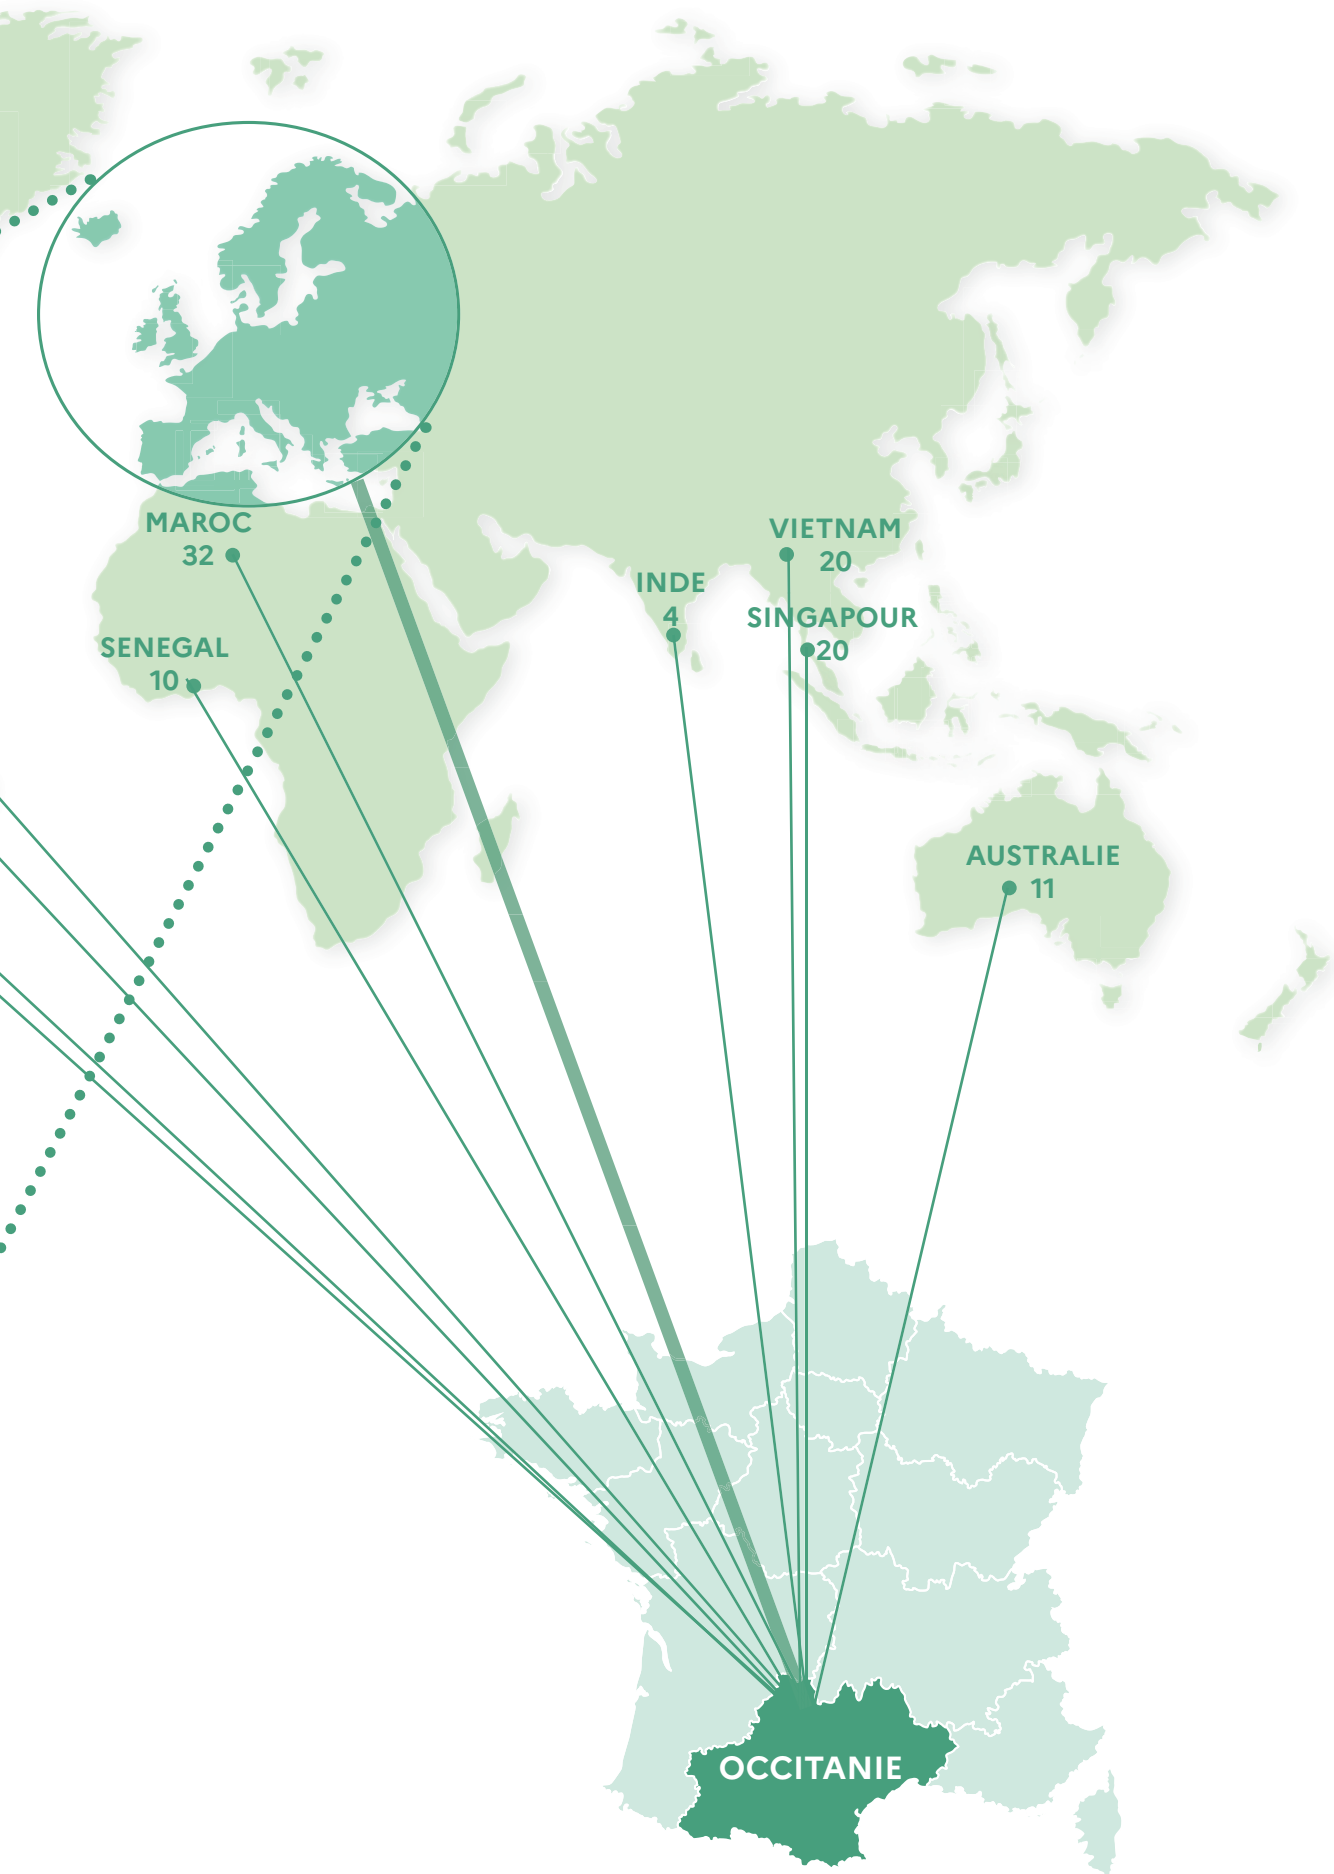 MAROC
32
VIETNAM
20
INDE
4
SINGAPOUR
20
SENEGAL
10
AUSTRALIE
11
OCCITANIE